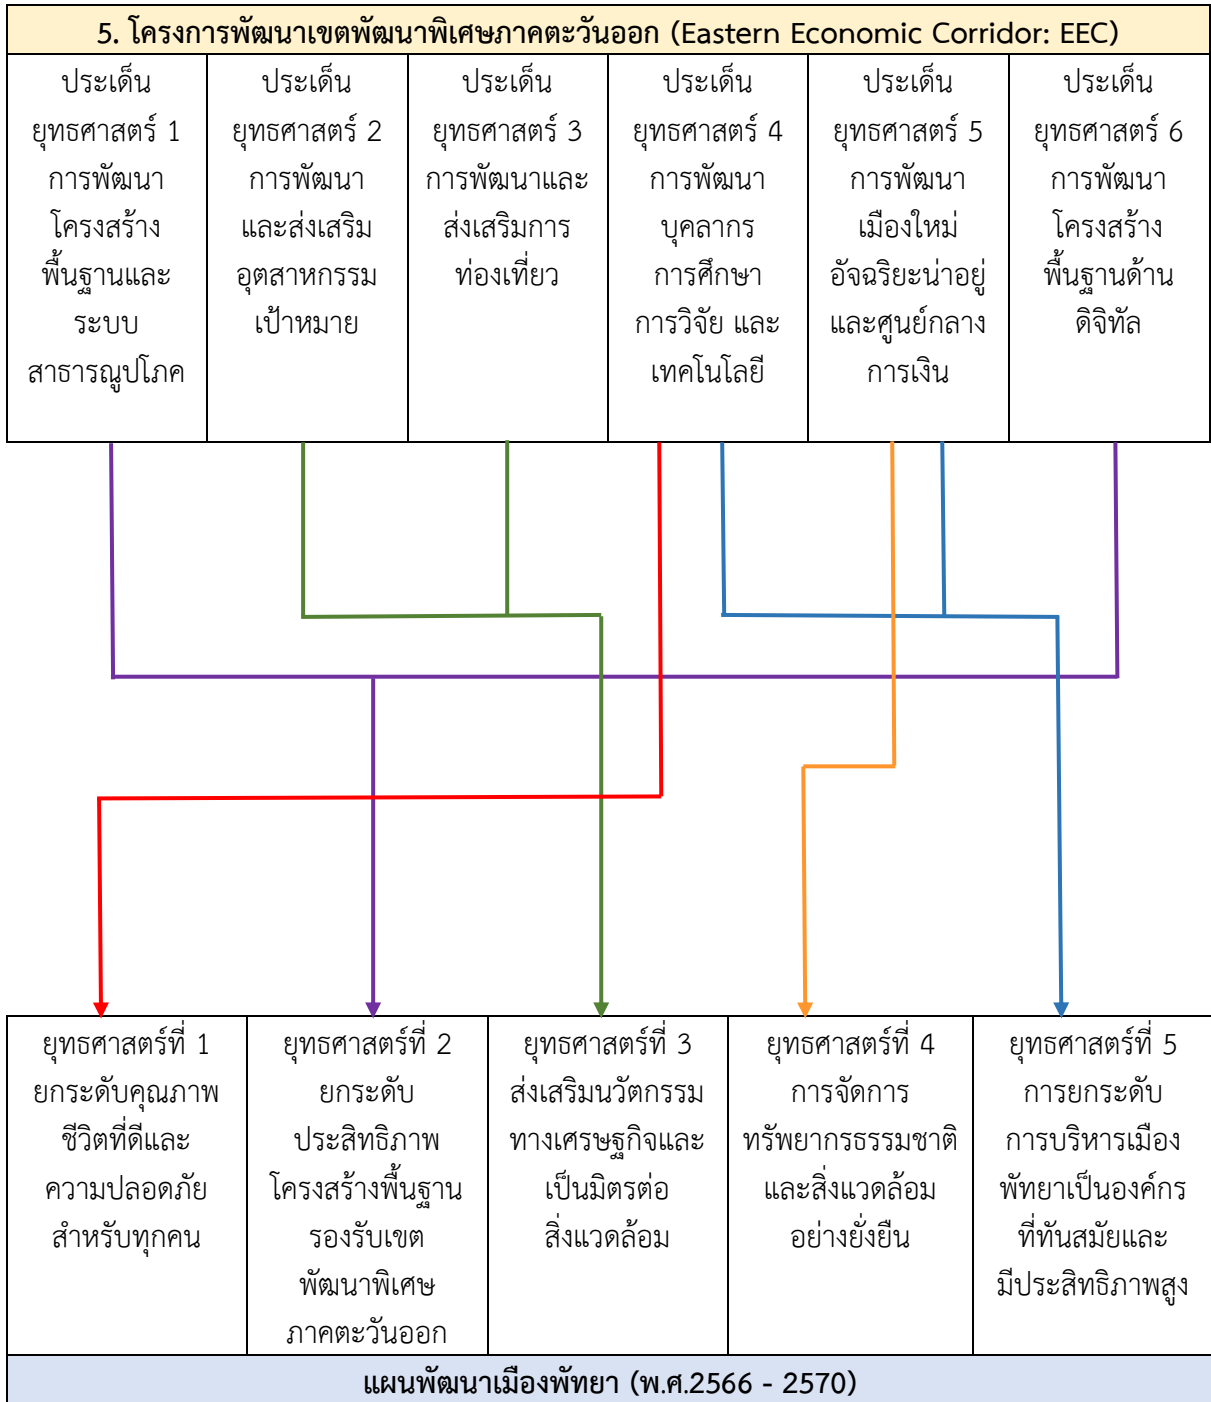 5. โครงการพัฒนาเขตพัฒนาพิเศษภาคตะวันออก (Eastern Economic Corridor: EEC)
ประเด็น
ยุทธศาสตร์ 1
การพัฒนา
โครงสร้าง
พื้นฐานและ
ระบบ
สาธารณูปโภค
ประเด็น
ยุทธศาสตร์ 2
การพัฒนา
และส่งเสริม
อุตสาหกรรม
เป้าหมาย
ประเด็น
ยุทธศาสตร์ 3
การพัฒนาและ
ส่งเสริมการ
ท่องเที่ยว
ประเด็น
ยุทธศาสตร์ 4
การพัฒนา
บุคลากร
การศึกษา
การวิจัย และ
เทคโนโลยี
ประเด็น
ยุทธศาสตร์ 5
การพัฒนา
เมืองใหม่
อัจฉริยะน่าอยู่
และศูนย์กลาง
การเงิน
ประเด็น
ยุทธศาสตร์ 6
การพัฒนา
โครงสร้าง
พื้นฐานด้าน
ดิจิทัล
ยุทธศาสตร์ที่ 1
ยกระดับคุณภาพ
ชีวิตที่ดีและ
ความปลอดภัย
สำหรับทุกคน
ยุทธศาสตร์ที่ 2
ยกระดับ
ประสิทธิภาพ
โครงสร้างพื้นฐาน
รองรับเขต
พัฒนาพิเศษ
ภาคตะวันออก
ยุทธศาสตร์ที่ 3
ส่งเสริมนวัตกรรม
ทางเศรษฐกิจและ
เป็นมิตรต่อ
สิ่งแวดล้อม
ยุทธศาสตร์ที่ 4
การจัดการ
ทรัพยากรธรรมชาติ
และสิ่งแวดล้อม
อย่างยั่งยืน
ยุทธศาสตร์ที่ 5
การยกระดับ
การบริหารเมือง
พัทยาเป็นองค์กร
ที่ทันสมัยและ
มีประสิทธิภาพสูง
แผนพัฒนาเมืองพัทยา (พ.ศ.2566 - 2570)